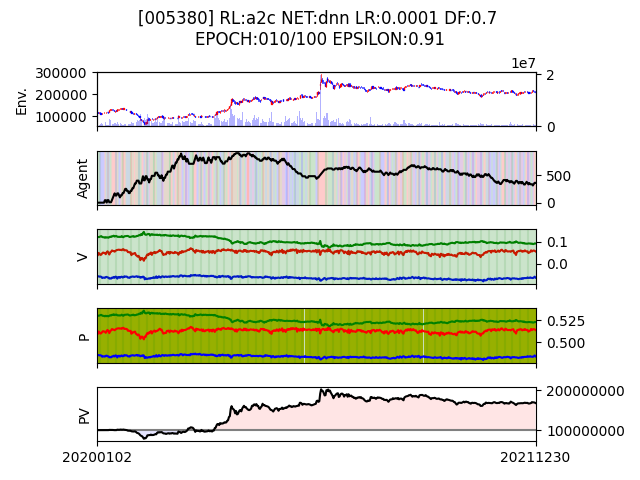 [005380] RL:a2c NET:dnn LR:0.0001 DF:0.7
EPOCH:010/100 EPSILON:0.91
1e7
300000
200000
100000
Env.
2
0
Agent
500
0
V
0.1
0.0
P
0.525
0.500
PV
200000000
100000000
20200102
20211230